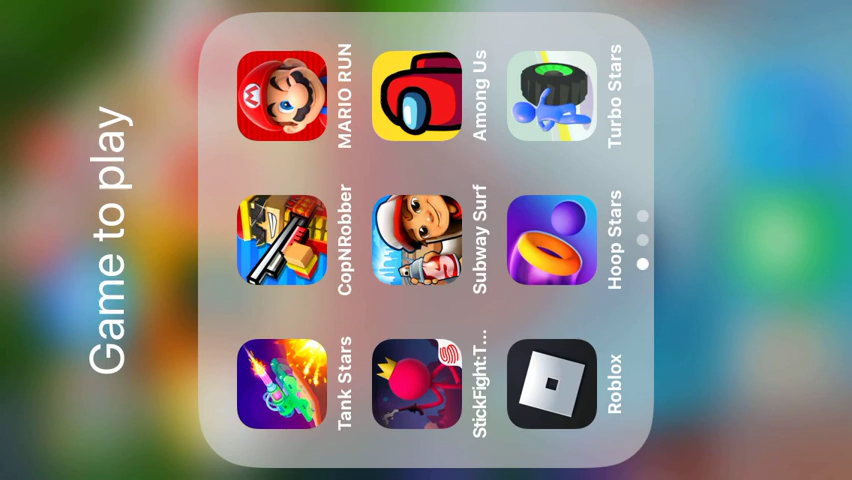 Game to play
Tank Stars
CopNRobber
MARIO RUN
StickFight:T...
Subway Surf
Among Us
Roblox
Hoop Stars
Turbo Stars